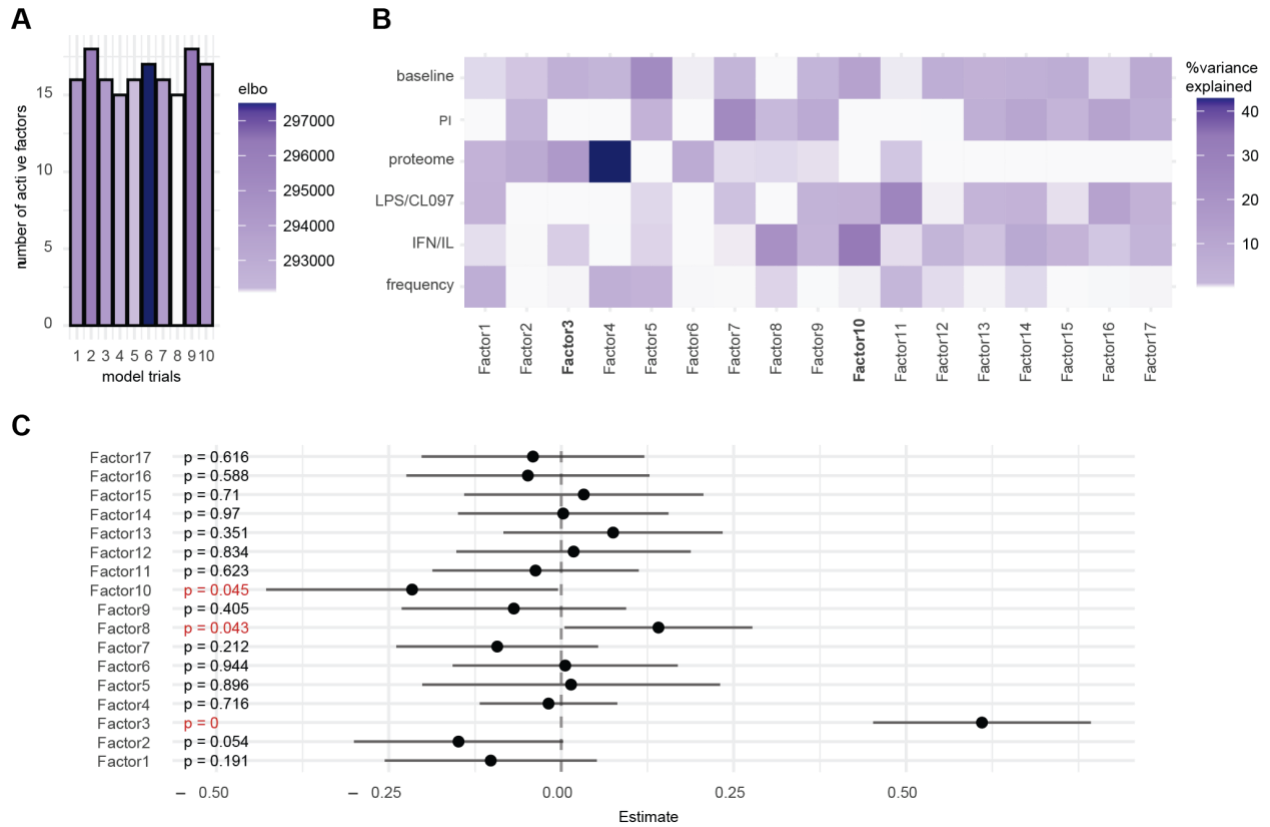 A
number of acti ve factors
15
10
5
0
1 2 3 4 5 6 7 8 9 10
model trials
elbo
297000
296000
295000
294000
293000
B
baseline
PI
proteome
LPS/CL097
IFN/IL
frequency
Factor1
Factor2
Factor3
Factor4
Factor5
Factor6
Factor7
Factor8
Factor9
Factor10
Factor11
Factor12
Factor13
Factor14
Factor15
Factor16
Factor17
%variance
explained
40
30
20
10
C
Factor17 p = 0.616
Factor16 p = 0.588
Factor15 p = 0.71
Factor14 p = 0.97
Factor13 p = 0.351
Factor12 p = 0.834
Factor11 p = 0.623
Factor10 p = 0.045
Factor9 p = 0.405
Factor8 p = 0.043
Factor7 p = 0.212
Factor6 p = 0.944
Factor5 p = 0.896
Factor4 p = 0.716
Factor3 p = 0
Factor2 p = 0.054
Factor1 p = 0.191
− 0.50 − 0.25 0.00 0.25 0.50
Estimate